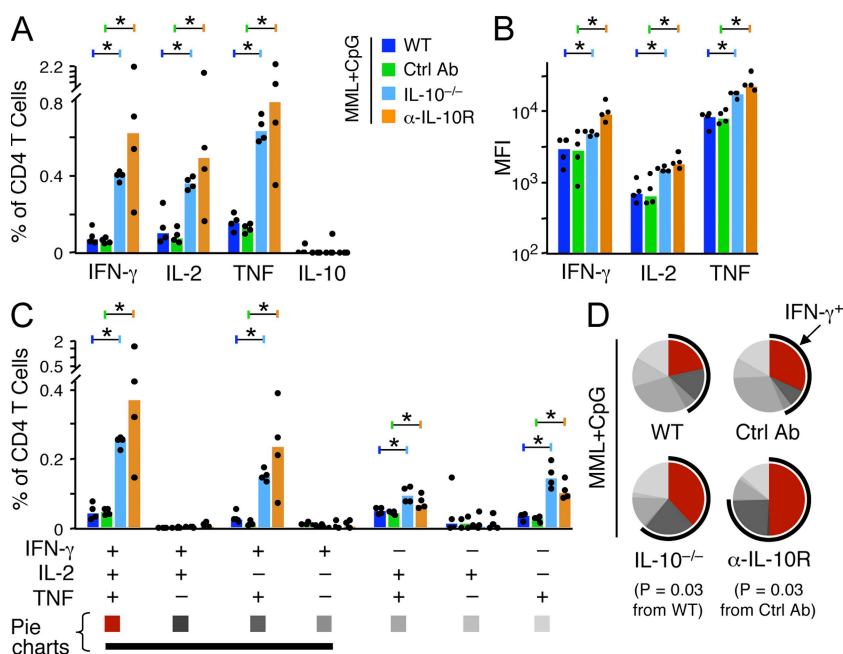 A
*
*
*
*
*
*
2.2
0.8
0.4
0
% of CD4 T Cells
IFN-γ IL-2 TNF IL-10
MML+CpG
WT
Ctrl Ab
IL-10⁻/⁻
α-IL-10R
B
*
*
*
*
*
*
MFI
10⁴
10³
10²
IFN-γ IL-2 TNF
C
*
*
*
*
*
*
*
*
2
0.5
0.4
0.2
0
% of CD4 T Cells
IFN-γ + + + + – – –
IL-2 + + – – + + –
TNF + – + – + – +
Pie
charts
D
IFN-γ⁺
MML+CpG
WT Ctrl Ab
IL-10⁻/⁻ α-IL-10R
(P = 0.03 (P = 0.03
from WT) from Ctrl Ab)